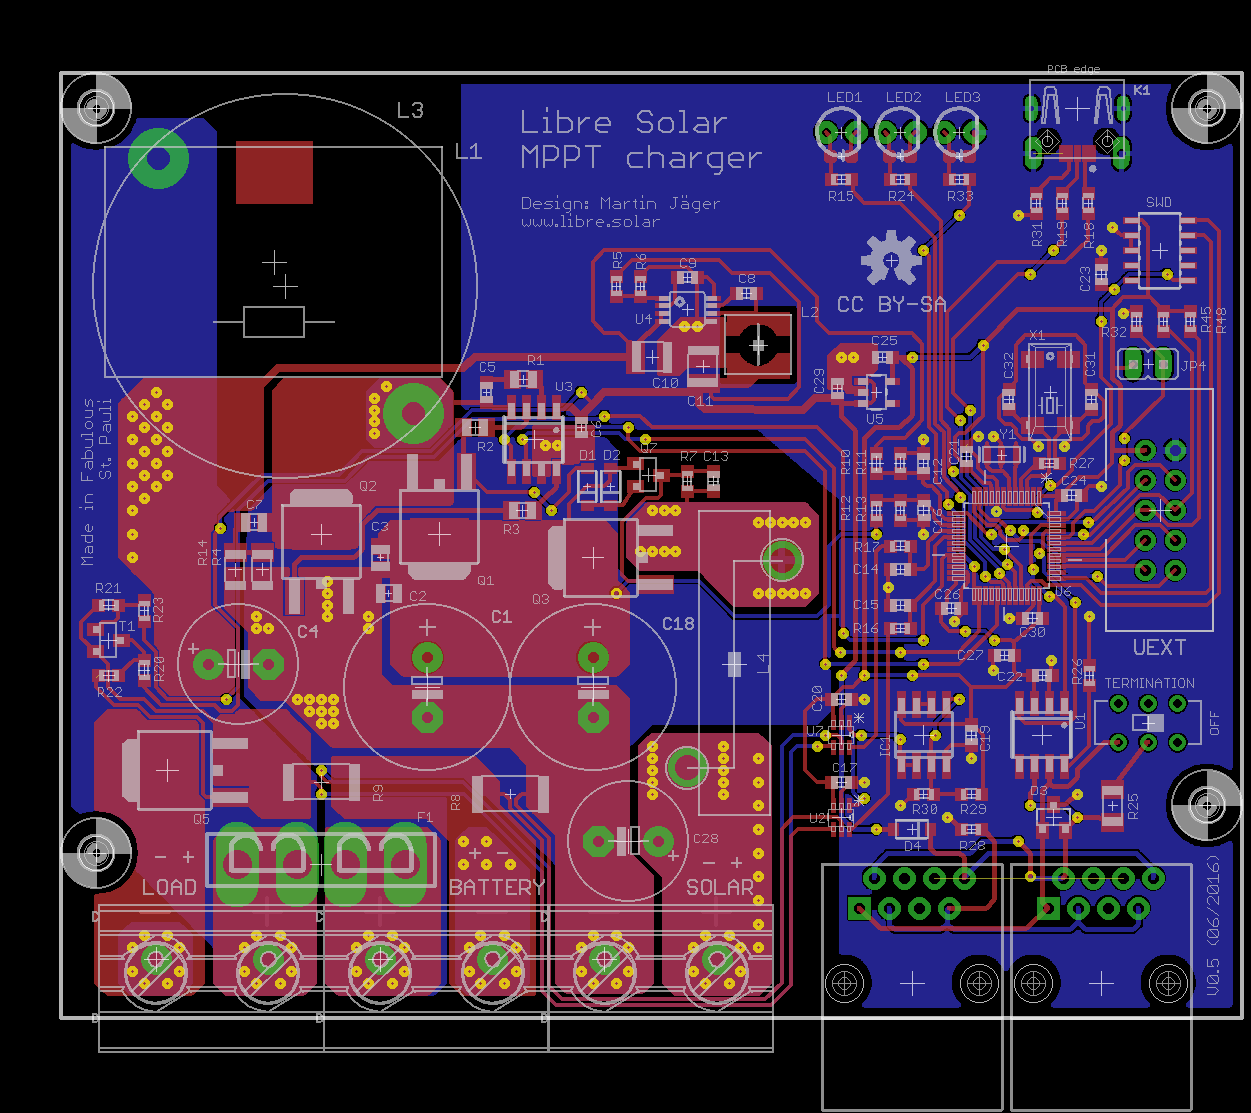 PCB edge
K1
LED1 LED2 LED3
L3
Libre Solar
L1
MPPT charger
R15 R24 R33
Design: Martin Jäger
www.libre.solar
SWD
R31 R19 R18
C23
R5 R6 C9
C8
CC BY-SA
U4
L2
R45
R48
R32
X1
C10
C11
C25
C29
U5
C32
C31
JP4
R1
C5
U3
C6
R2
Made in Fabulous
St. Pauli
Q7
D1 D2
R7 C13
R10 R11
C12
C21
Y1
R27
Q2
C24
C7
R3
R12 R13
C16
C3
R14 R4
Q1
Q3
R17
C14
U6
C2
R21
R23
T1
C4
C1
C18
C15
R16
C26
C30
R20
R22
L4
C27
C22
R26
UEXT
TERMINATION
OFF
C20
U7
IC1
C19
U1
Q5
R9
R8
C17
U2
R30 R29
D3
R25
F1
C28
D4
R28
- +
+ -
- +
LOAD
BATTERY
SOLAR
V0.5 (06/2016)